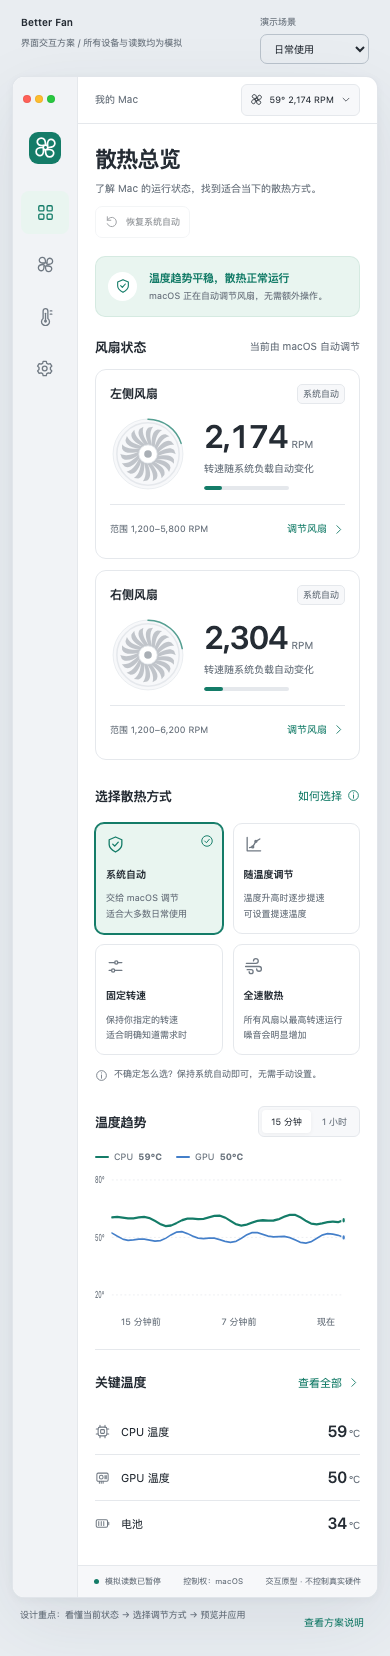 Better Fan
界面交互方案 / 所有设备与读数均为模拟
演示场景
日常使用
我的 Mac
59° 2,174 RPM
散热总览
了解 Mac 的运行状态，找到适合当下的散热方式。
恢复系统自动
温度趋势平稳，散热正常运行
macOS 正在自动调节风扇，无需额外操作。
风扇状态
当前由 macOS 自动调节
左侧风扇
系统自动
2,174 RPM
转速随系统负载自动变化
范围 1,200–5,800 RPM
调节风扇
右侧风扇
系统自动
2,304 RPM
转速随系统负载自动变化
范围 1,200–6,200 RPM
调节风扇
选择散热方式
如何选择
系统自动
交给 macOS 调节
适合大多数日常使用
随温度调节
温度升高时逐步提速
可设置提速温度
固定转速
保持你指定的转速
适合明确知道需求时
全速散热
所有风扇以最高转速运行
噪音会明显增加
不确定怎么选？保持系统自动即可，无需手动设置。
温度趋势
15 分钟
1 小时
CPU 59°C
GPU 50°C
80°
50°
20°
15 分钟前
7 分钟前
现在
关键温度
查看全部
CPU 温度
59 °C
GPU 温度
50 °C
电池
34 °C
模拟读数已暂停
控制权：macOS
交互原型 · 不控制真实硬件
设计重点：看懂当前状态 → 选择调节方式 → 预览并应用
查看方案说明